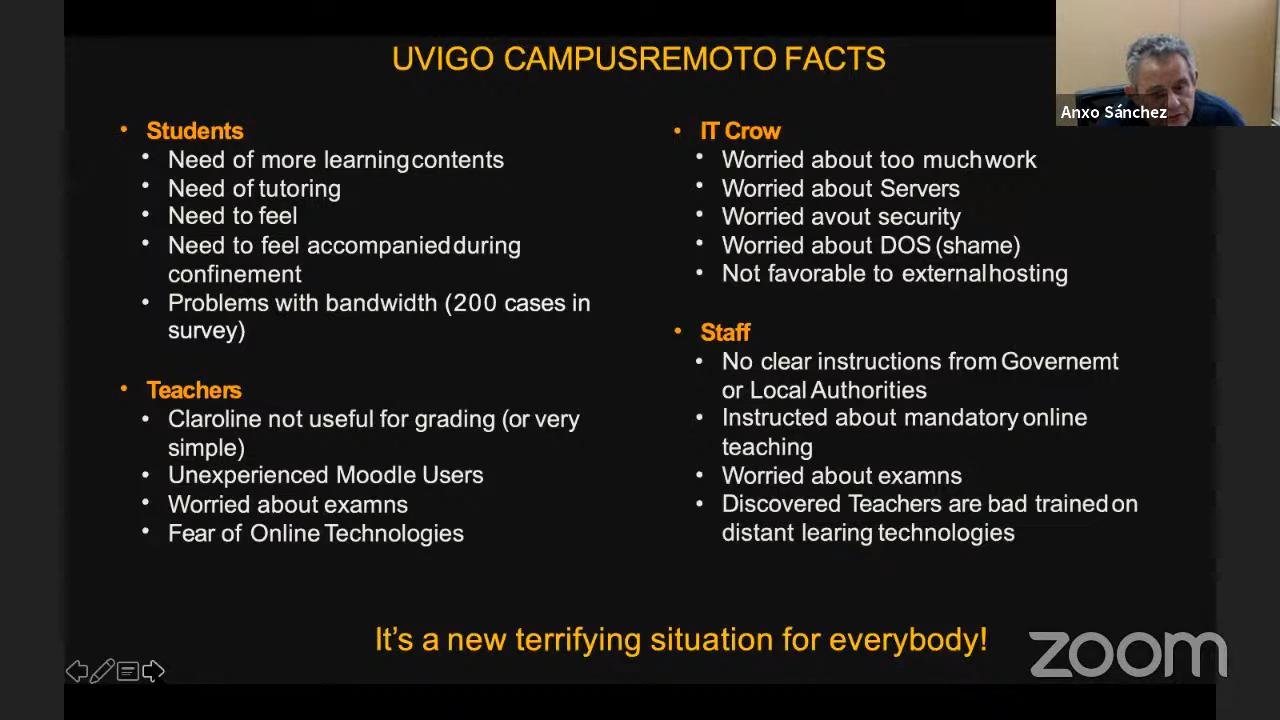 UVIGO CAMPUSREMOTO FACTS
Anxo Sánchez
• Students
• Need of more learning contents
• Need of tutoring
• Need to feel
• Need to feel accompanied during
confinement
• Problems with bandwidth (200 cases in
survey)
• Teachers
• Claroline not useful for grading (or very
simple)
• Unexperienced Moodle Users
• Worried about examns
• Fear of Online Technologies
• IT Crow
• Worried about too much work
• Worried about Servers
• Worried avout security
• Worried about DOS (shame)
• Not favorable to external hosting
• Staff
• No clear instructions from Governemt
or Local Authorities
• Instructed about mandatory online
teaching
• Worried about examns
• Discovered Teachers are bad trained on
distant learing technologies
It's a new terrifying situation for everybody!
zoom